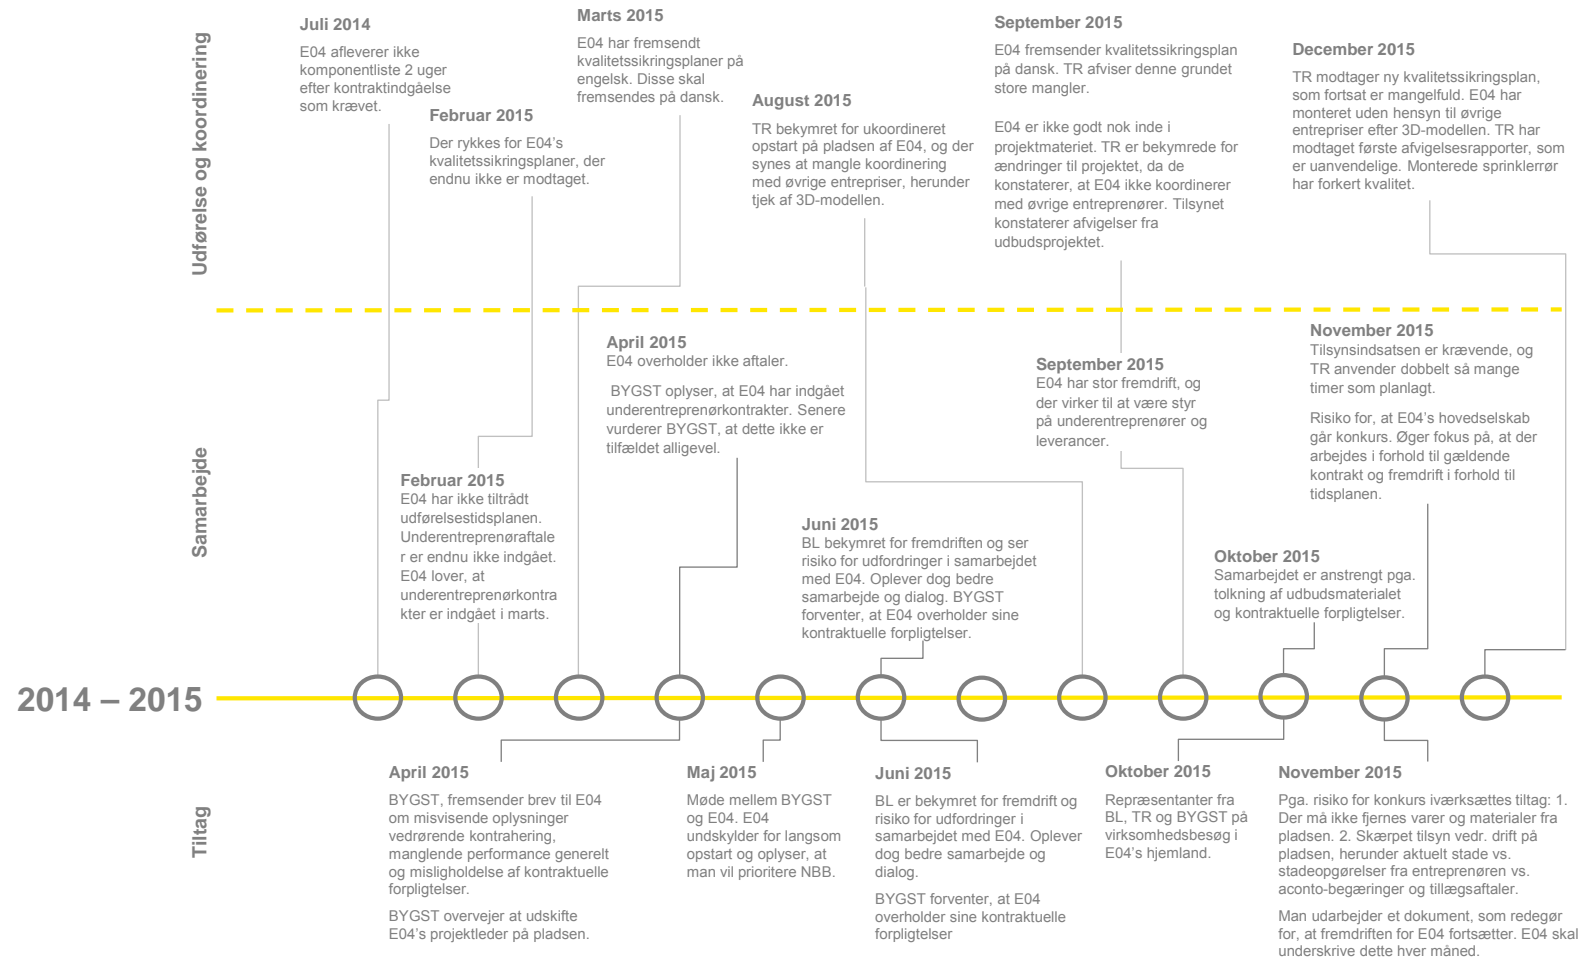 Udførelse og koordinering
Juli 2014
E04 afleverer ikke
komponentliste 2 uger
efter kontraktindgåelse
som krævet.
Februar 2015
Der rykkes for E04's
kvalitetssikringsplaner, der
endnu ikke er modtaget.
Marts 2015
E04 har fremsendt
kvalitetssikringsplaner på
engelsk. Disse skal
fremsendes på dansk.
August 2015
TR bekymret for ukoordineret
opstart på pladsen af E04, og der
synes at mangle koordinering
med øvrige entrepriser, herunder
tjek af 3D-modellen.
September 2015
E04 fremsender kvalitetssikringsplan
på dansk. TR afviser denne grundet
store mangler.
E04 er ikke godt nok inde i
projektmateriet. TR er bekymrede for
ændringer til projektet, da de
konstaterer, at E04 ikke koordinerer
med øvrige entreprenører. Tilsynet
konstaterer afvigelser fra
udbudsprojektet.
December 2015
TR modtager ny kvalitetssikringsplan,
som fortsat er mangelfuld. E04 har
monteret uden hensyn til øvrige
entrepriser efter 3D-modellen. TR har
modtaget første afvigelsesrapporter, som
er uanvendelige. Monterede sprinklerrør
har forkert kvalitet.
Samarbejde
Februar 2015
E04 har ikke tiltrådt
udførelsestidsplanen.
Underentreprenøraftale
r er endnu ikke indgået.
E04 lover, at
underentreprenørkontra
kter er indgået i marts.
April 2015
E04 overholder ikke aftaler.
BYGST oplyser, at E04 har indgået
underentreprenørkontrakter. Senere
vurderer BYGST, at dette ikke er
tilfældet alligevel.
Juni 2015
BL bekymret for fremdriften og ser
risiko for udfordringer i samarbejdet
med E04. Oplever dog bedre
samarbejde og dialog. BYGST
forventer, at E04 overholder sine
kontraktuelle forpligtelser.
September 2015
E04 har stor fremdrift, og
der virker til at være styr
på underentreprenører og
leverancer.
Oktober 2015
Samarbejdet er anstrengt pga.
tolkning af udbudsmaterialet
og kontraktuelle forpligtelser.
November 2015
Tilsynsindsatsen er krævende, og
TR anvender dobbelt så mange
timer som planlagt.
Risiko for, at E04's hovedselskab
går konkurs. Øger fokus på, at der
arbejdes i forhold til gældende
kontrakt og fremdrift i forhold til
tidsplanen.
2014 – 2015
Tiltag
April 2015
BYGST, fremsender brev til E04
om misvisende oplysninger
vedrørende kontrahering,
manglende performance generelt
og misligholdelse af kontraktuelle
forpligtelser.
BYGST overvejer at udskifte
E04's projektleder på pladsen.
Maj 2015
Møde mellem BYGST
og E04. E04
undskylder for langsom
opstart og oplyser, at
man vil prioritere NBB.
Juni 2015
BL er bekymret for fremdrift og
risiko for udfordringer i
samarbejdet med E04. Oplever
dog bedre samarbejde og
dialog.
BYGST forventer, at E04
overholder sine kontraktuelle
forpligtelser
Oktober 2015
Repræsentanter fra
BL, TR og BYGST på
virksomhedsbesøg i
E04's hjemland.
November 2015
Pga. risiko for konkurs iværksættes tiltag: 1.
Der må ikke fjernes varer og materialer fra
pladsen. 2. Skærpet tilsyn vedr. drift på
pladsen, herunder aktuelt stade vs.
stadeopgørelser fra entreprenøren vs.
aconto-begæringer og tillægsaftaler.
Man udarbejder et dokument, som redegør
for, at fremdriften for E04 fortsætter. E04 skal
underskrive dette hver måned.